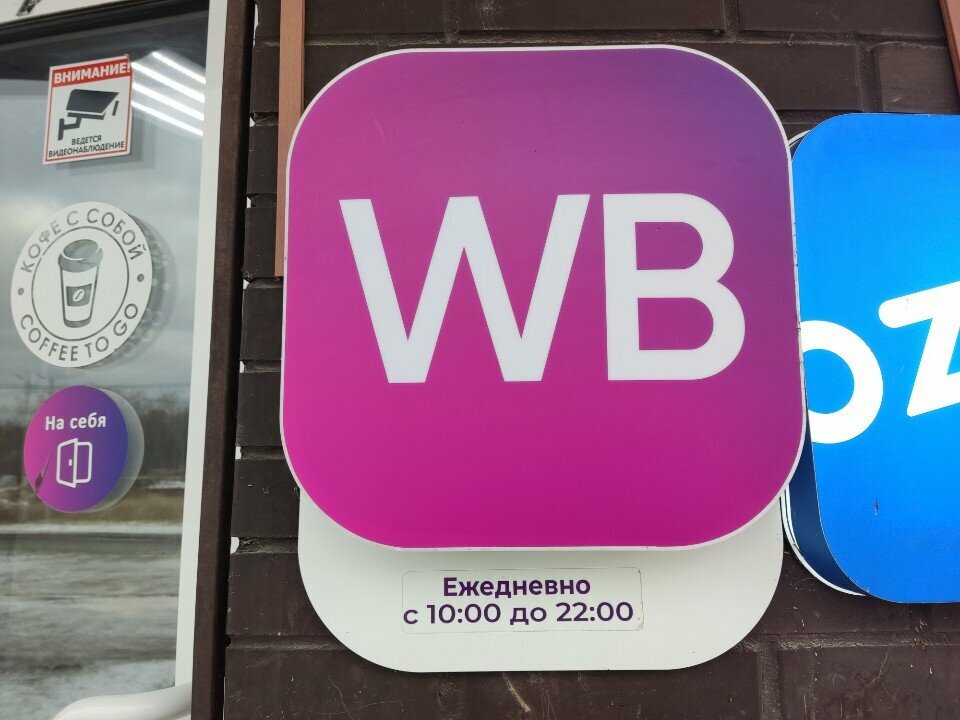 ВНИМАНИЕ!
ВЕДЕТСЯ
ВИДЕОНАБЛЮДЕНИЕ
КОФЕ С СОБОЙ
COFFEE TO GO
На себя
WB
Ежедневно
с 10:00 до 22:00
oz